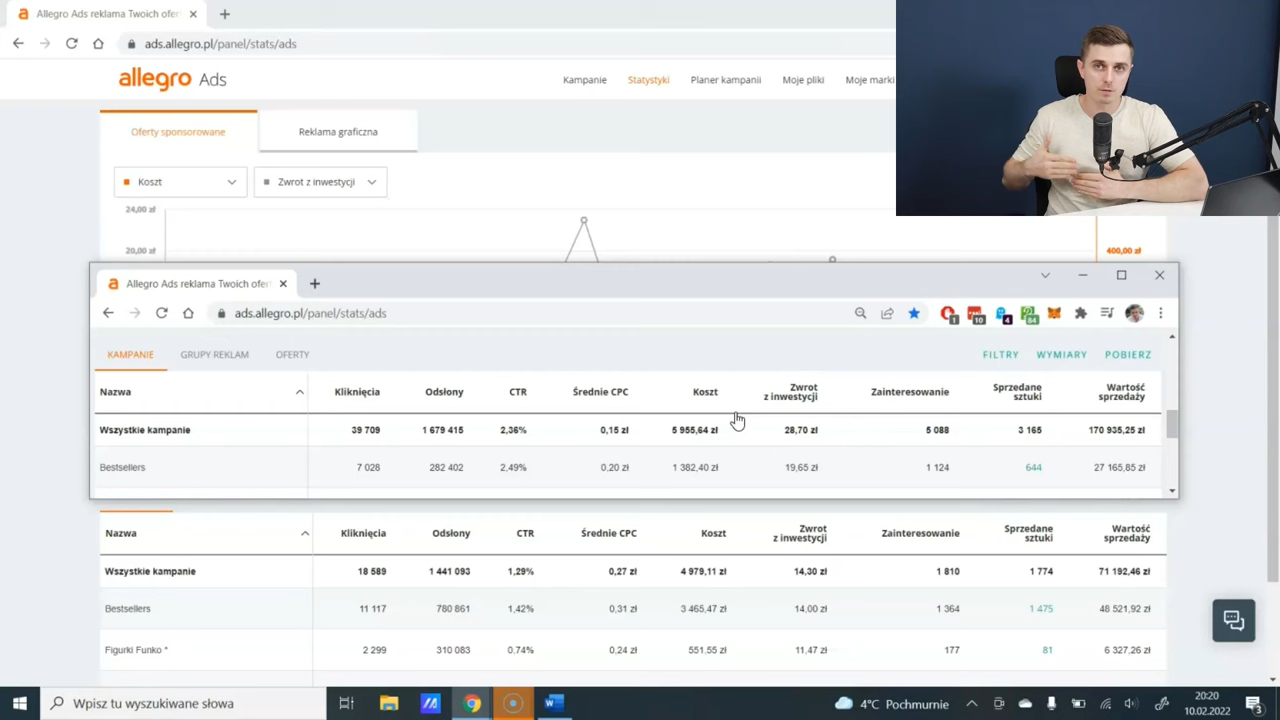 Allegro Ads reklama Twoich ofer
ads.allegro.pl/panel/stats/ads
allegro Ads
Kampanie Statystyki Planer kampanii Moje pliki Moje marki
Oferty sponsorowane Reklama graficzna
Koszt Zwrot z inwestycji
24,00 zł
20,00 zł 400,00 zł
Allegro Ads reklama Twoich ofer
ads.allegro.pl/panel/stats/ads 1 10 4 84
KAMPANIE GRUPY REKLAM OFERTY FILTRY WYMIARY POBIERZ
Nazwa Kliknięcia Odsłony CTR Średnie CPC Koszt Zwrot z inwestycji Zainteresowanie Sprzedane sztuki Wartość sprzedaży
Wszystkie kampanie 39 709 1 679 415 2,36% 0,15 zł 5 955,64 zł 28,70 zł 5 088 3 165 170 935,25 zł
Bestsellers 7 028 282 402 2,49% 0,20 zł 1 382,40 zł 19,65 zł 1 124 644 27 165,85 zł
Nazwa Kliknięcia Odsłony CTR Średnie CPC Koszt Zwrot z inwestycji Zainteresowanie Sprzedane sztuki Wartość sprzedaży
Wszystkie kampanie 18 589 1 441 093 1,29% 0,27 zł 4 979,11 zł 14,30 zł 1 810 1 774 71 192,46 zł
Bestsellers 11 117 780 861 1,42% 0,31 zł 3 465,47 zł 14,00 zł 1 364 1 475 48 521,92 zł
Figurki Funko * 2 299 310 083 0,74% 0,24 zł 551,55 zł 11,47 zł 177 81 6 327,26 zł
Wpisz tu wyszukiwane słowa 4°C Pochmurnie 20:20
10.02.2022 3